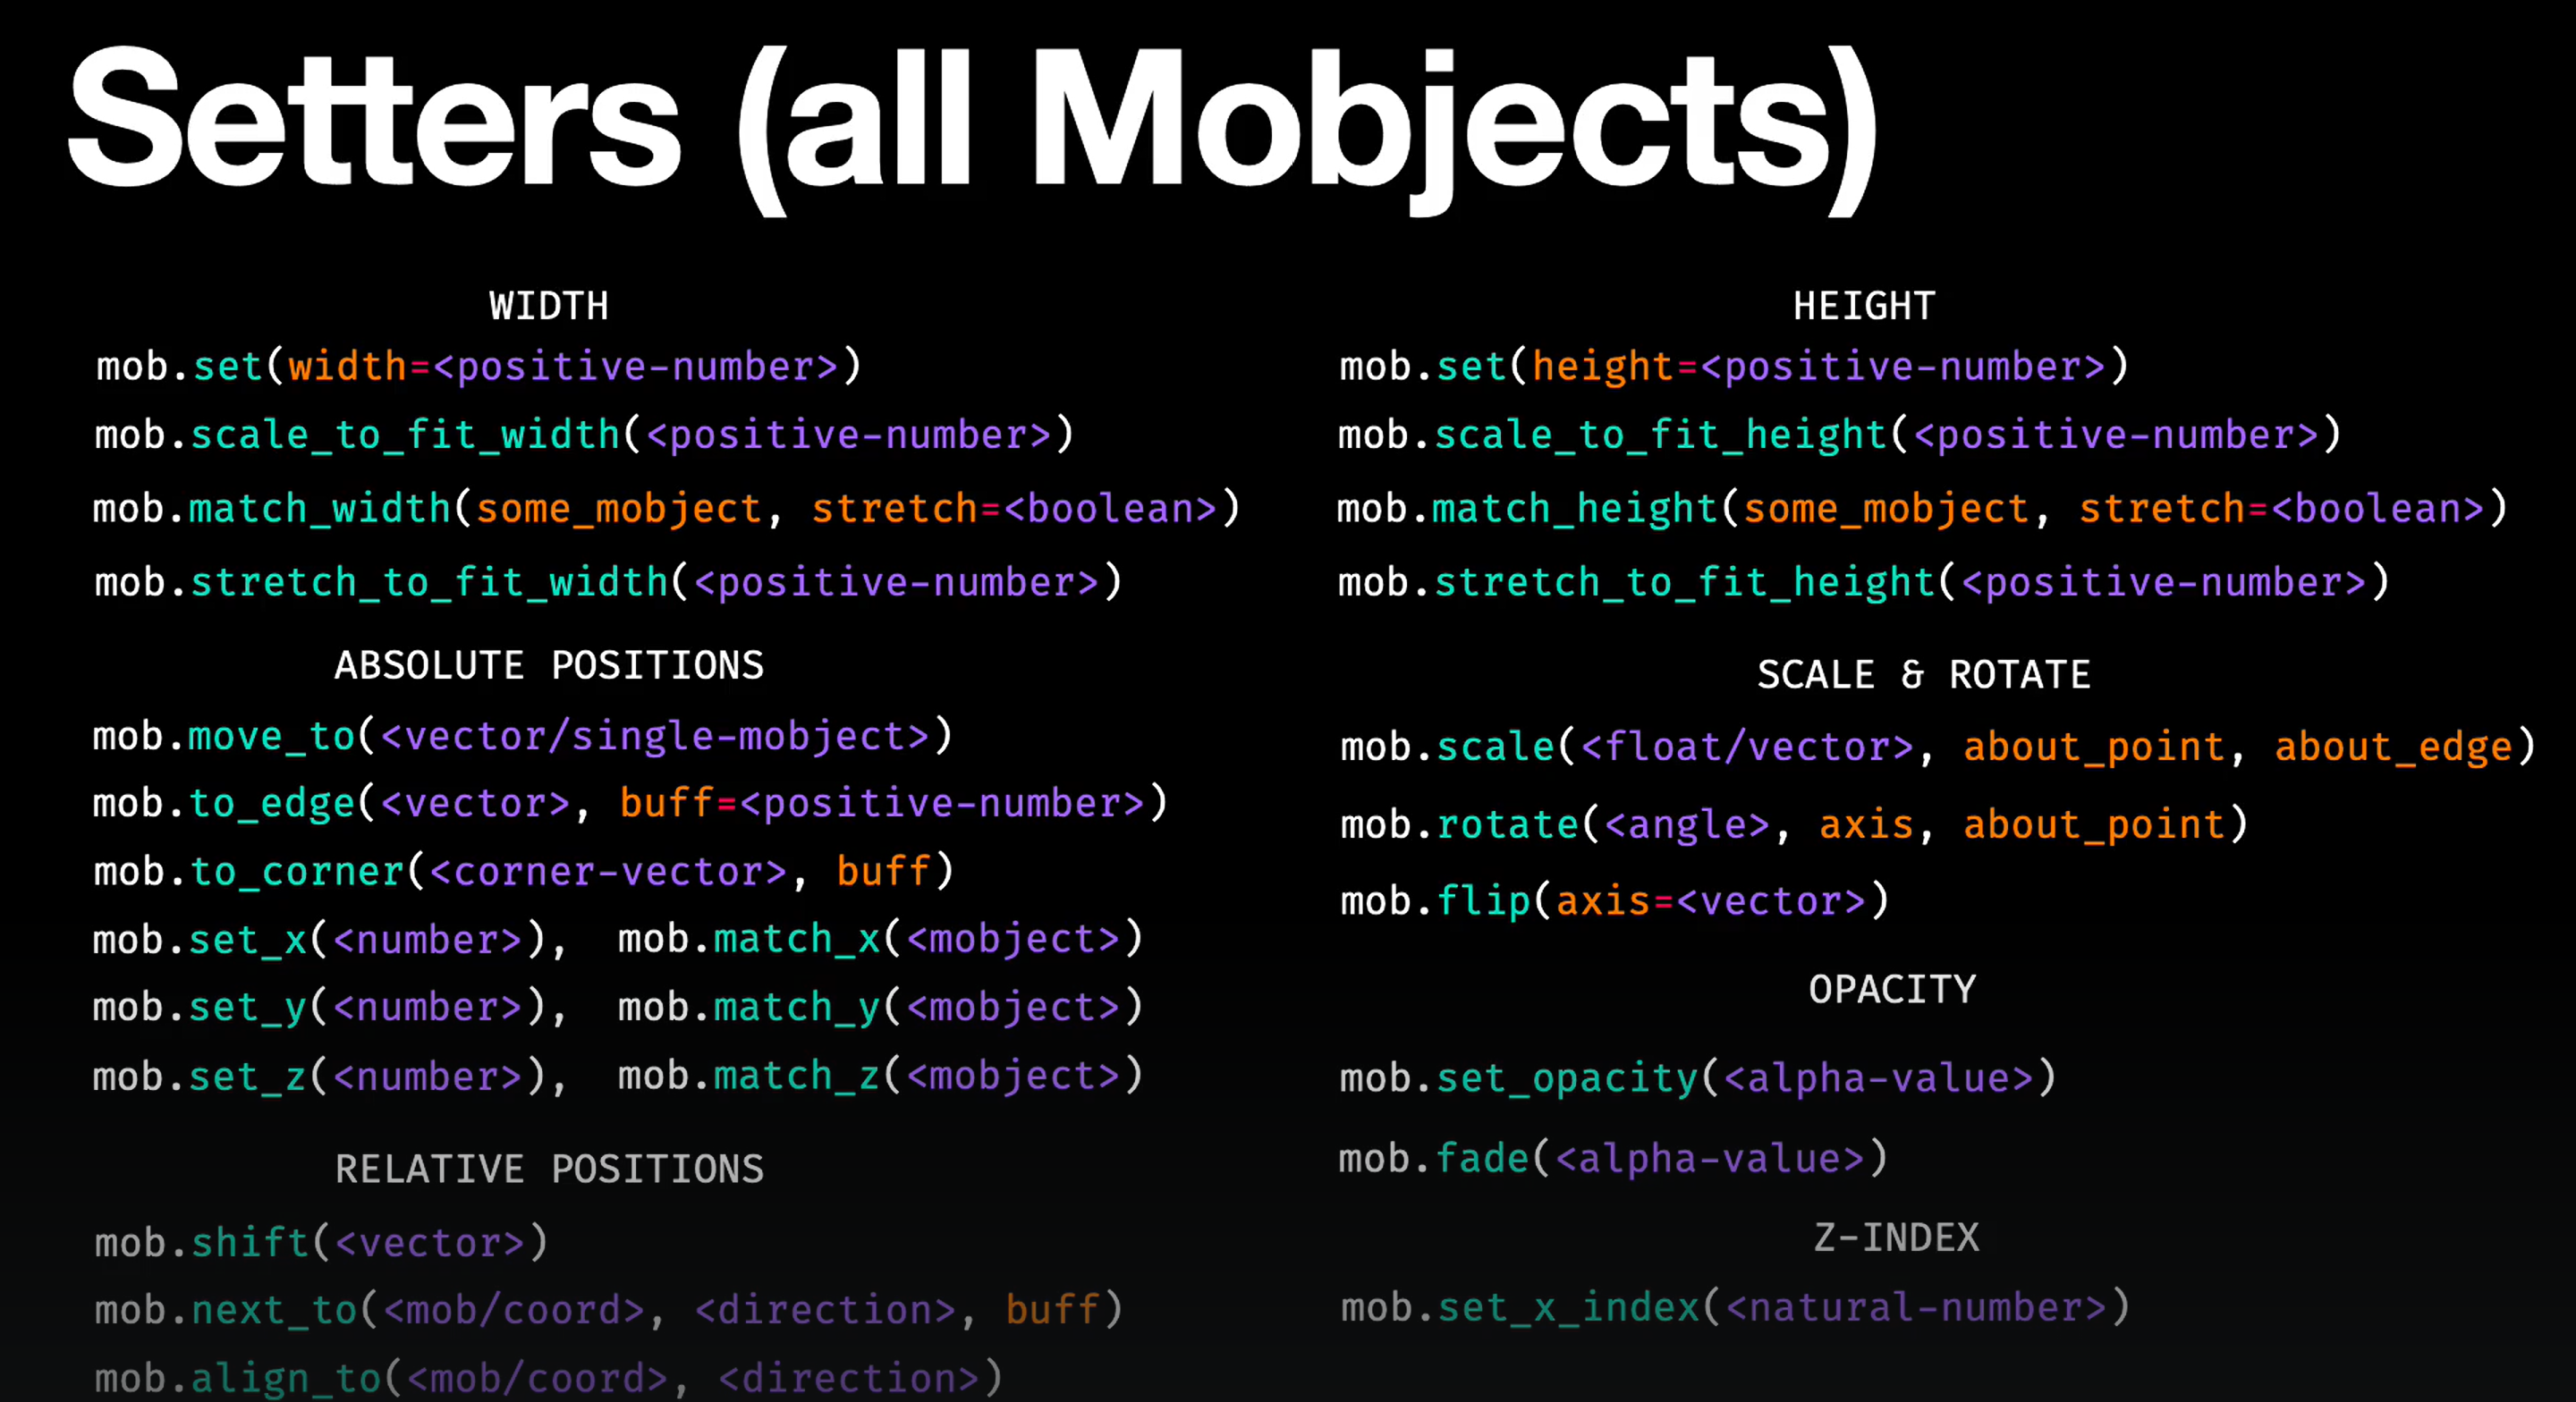 Setters (all Mobjects)
WIDTH
mob.set(width=<positive-number>)
mob.scale_to_fit_width(<positive-number>)
mob.match_width(some_mobject, stretch=<boolean>)
mob.stretch_to_fit_width(<positive-number>)
ABSOLUTE POSITIONS
mob.move_to(<vector/single-mobject>)
mob.to_edge(<vector>, buff=<positive-number>)
mob.to_corner(<corner-vector>, buff)
mob.set_x(<number>), mob.match_x(<mobject>)
mob.set_y(<number>), mob.match_y(<mobject>)
mob.set_z(<number>), mob.match_z(<mobject>)
RELATIVE POSITIONS
mob.shift(<vector>)
mob.next_to(<mob/coord>, <direction>, buff)
mob.align_to(<mob/coord>, <direction>)
HEIGHT
mob.set(height=<positive-number>)
mob.scale_to_fit_height(<positive-number>)
mob.match_height(some_mobject, stretch=<boolean>)
mob.stretch_to_fit_height(<positive-number>)
SCALE & ROTATE
mob.scale(<float/vector>, about_point, about_edge)
mob.rotate(<angle>, axis, about_point)
mob.flip(axis=<vector>)
OPACITY
mob.set_opacity(<alpha-value>)
mob.fade(<alpha-value>)
Z-INDEX
mob.set_x_index(<natural-number>)